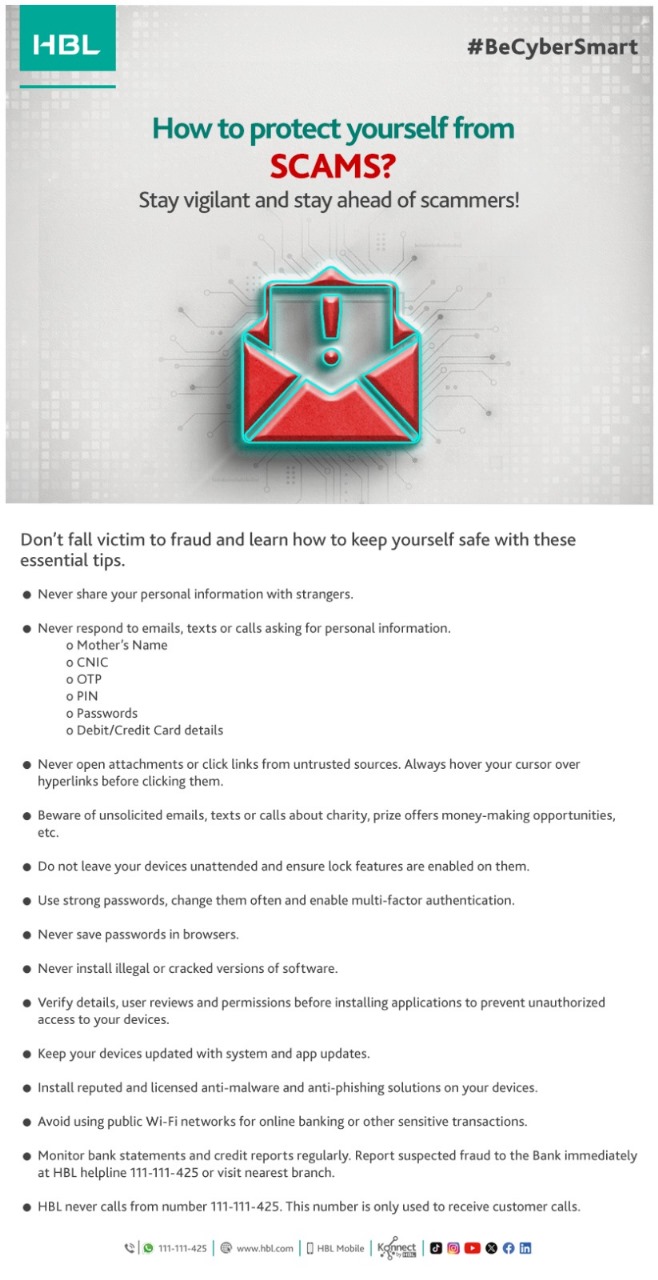 HBL
#BeCyberSmart
How to protect yourself from
SCAMS?
Stay vigilant and stay ahead of scammers!
Don't fall victim to fraud and learn how to keep yourself safe with these
essential tips.
● Never share your personal information with strangers.
● Never respond to emails, texts or calls asking for personal information.
o Mother's Name
o CNIC
o OTP
o PIN
o Passwords
o Debit/Credit Card details
● Never open attachments or click links from untrusted sources. Always hover your cursor over
hyperlinks before clicking them.
● Beware of unsolicited emails, texts or calls about charity, prize offers money-making opportunities,
etc.
● Do not leave your devices unattended and ensure lock features are enabled on them.
● Use strong passwords, change them often and enable multi-factor authentication.
● Never save passwords in browsers.
● Never install illegal or cracked versions of software.
● Verify details, user reviews and permissions before installing applications to prevent unauthorized
access to your devices.
● Keep your devices updated with system and app updates.
● Install reputed and licensed anti-malware and anti-phishing solutions on your devices.
● Avoid using public Wi-Fi networks for online banking or other sensitive transactions.
● Monitor bank statements and credit reports regularly. Report suspected fraud to the Bank immediately
at HBL helpline 111-111-425 or visit nearest branch.
● HBL never calls from number 111-111-425. This number is only used to receive customer calls.
111-111-425 | www.hbl.com | HBL Mobile | Konnect by HBL